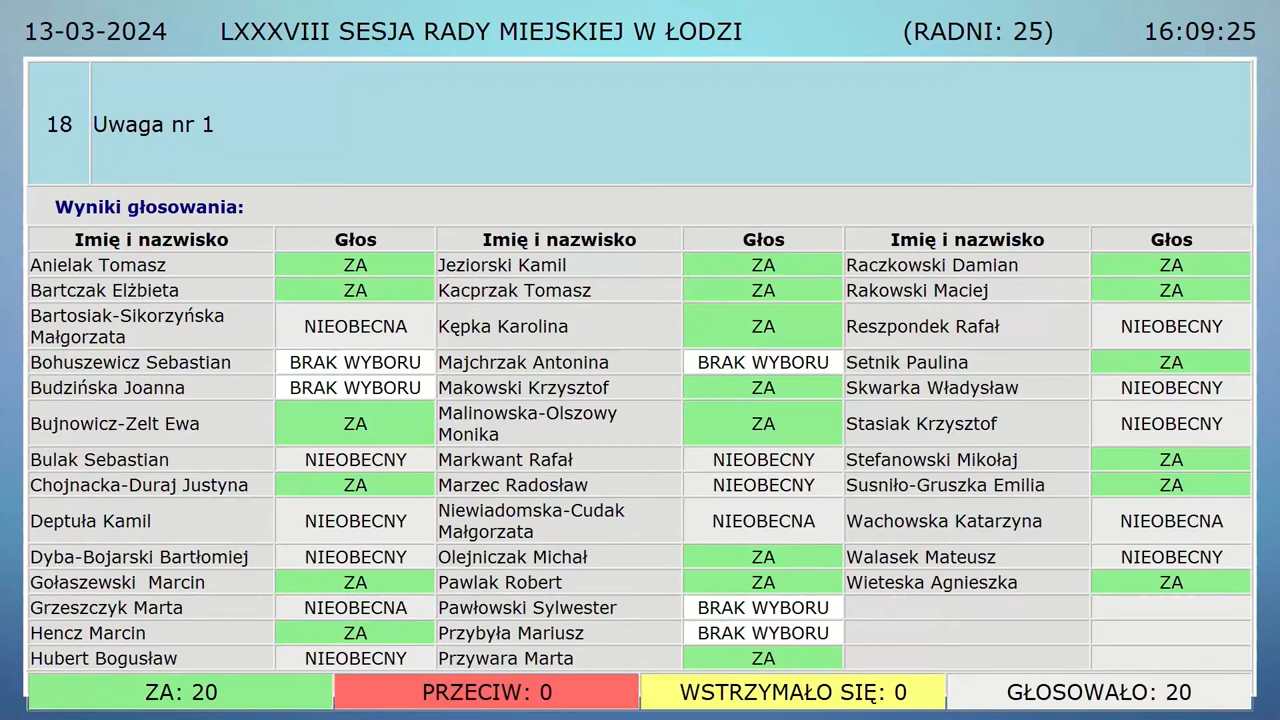 13-03-2024 LXXXVIII SESJA RADY MIEJSKIEJ W ŁODZI (RADNI: 25) 16:09:25
18 Uwaga nr 1
Wyniki głosowania:
Imię i nazwisko Głos Imię i nazwisko Głos Imię i nazwisko Głos
Anielak Tomasz ZA Jeziorski Kamil ZA Raczkowski Damian ZA
Bartczak Elżbieta ZA Kacprzak Tomasz ZA Rakowski Maciej ZA
Bartosiak-Sikorzyńska
Małgorzata NIEOBECNA Kępka Karolina ZA Reszpondek Rafał NIEOBECNY
Bohuszewicz Sebastian BRAK WYBORU Majchrzak Antonina BRAK WYBORU Setnik Paulina ZA
Budzińska Joanna BRAK WYBORU Makowski Krzysztof ZA Skwarka Władysław NIEOBECNY
Bujnowicz-Zelt Ewa ZA Malinowska-Olszowy
Monika ZA Stasiak Krzysztof NIEOBECNY
Bulak Sebastian NIEOBECNY Markwant Rafał NIEOBECNY Stefanowski Mikołaj ZA
Chojnacka-Duraj Justyna ZA Marzec Radosław NIEOBECNY Susniło-Gruszka Emilia ZA
Deptuła Kamil NIEOBECNY Niewiadomska-Cudak
Małgorzata NIEOBECNA Wachowska Katarzyna NIEOBECNA
Dyba-Bojarski Bartłomiej NIEOBECNY Olejniczak Michał ZA Walasek Mateusz NIEOBECNY
Gołaszewski Marcin ZA Pawlak Robert ZA Wieteska Agnieszka ZA
Grzeszczyk Marta NIEOBECNA Pawłowski Sylwester BRAK WYBORU
Hencz Marcin ZA Przybyła Mariusz BRAK WYBORU
Hubert Bogusław NIEOBECNY Przywara Marta ZA
ZA: 20 PRZECIW: 0 WSTRZYMAŁO SIĘ: 0 GŁOSOWAŁO: 20